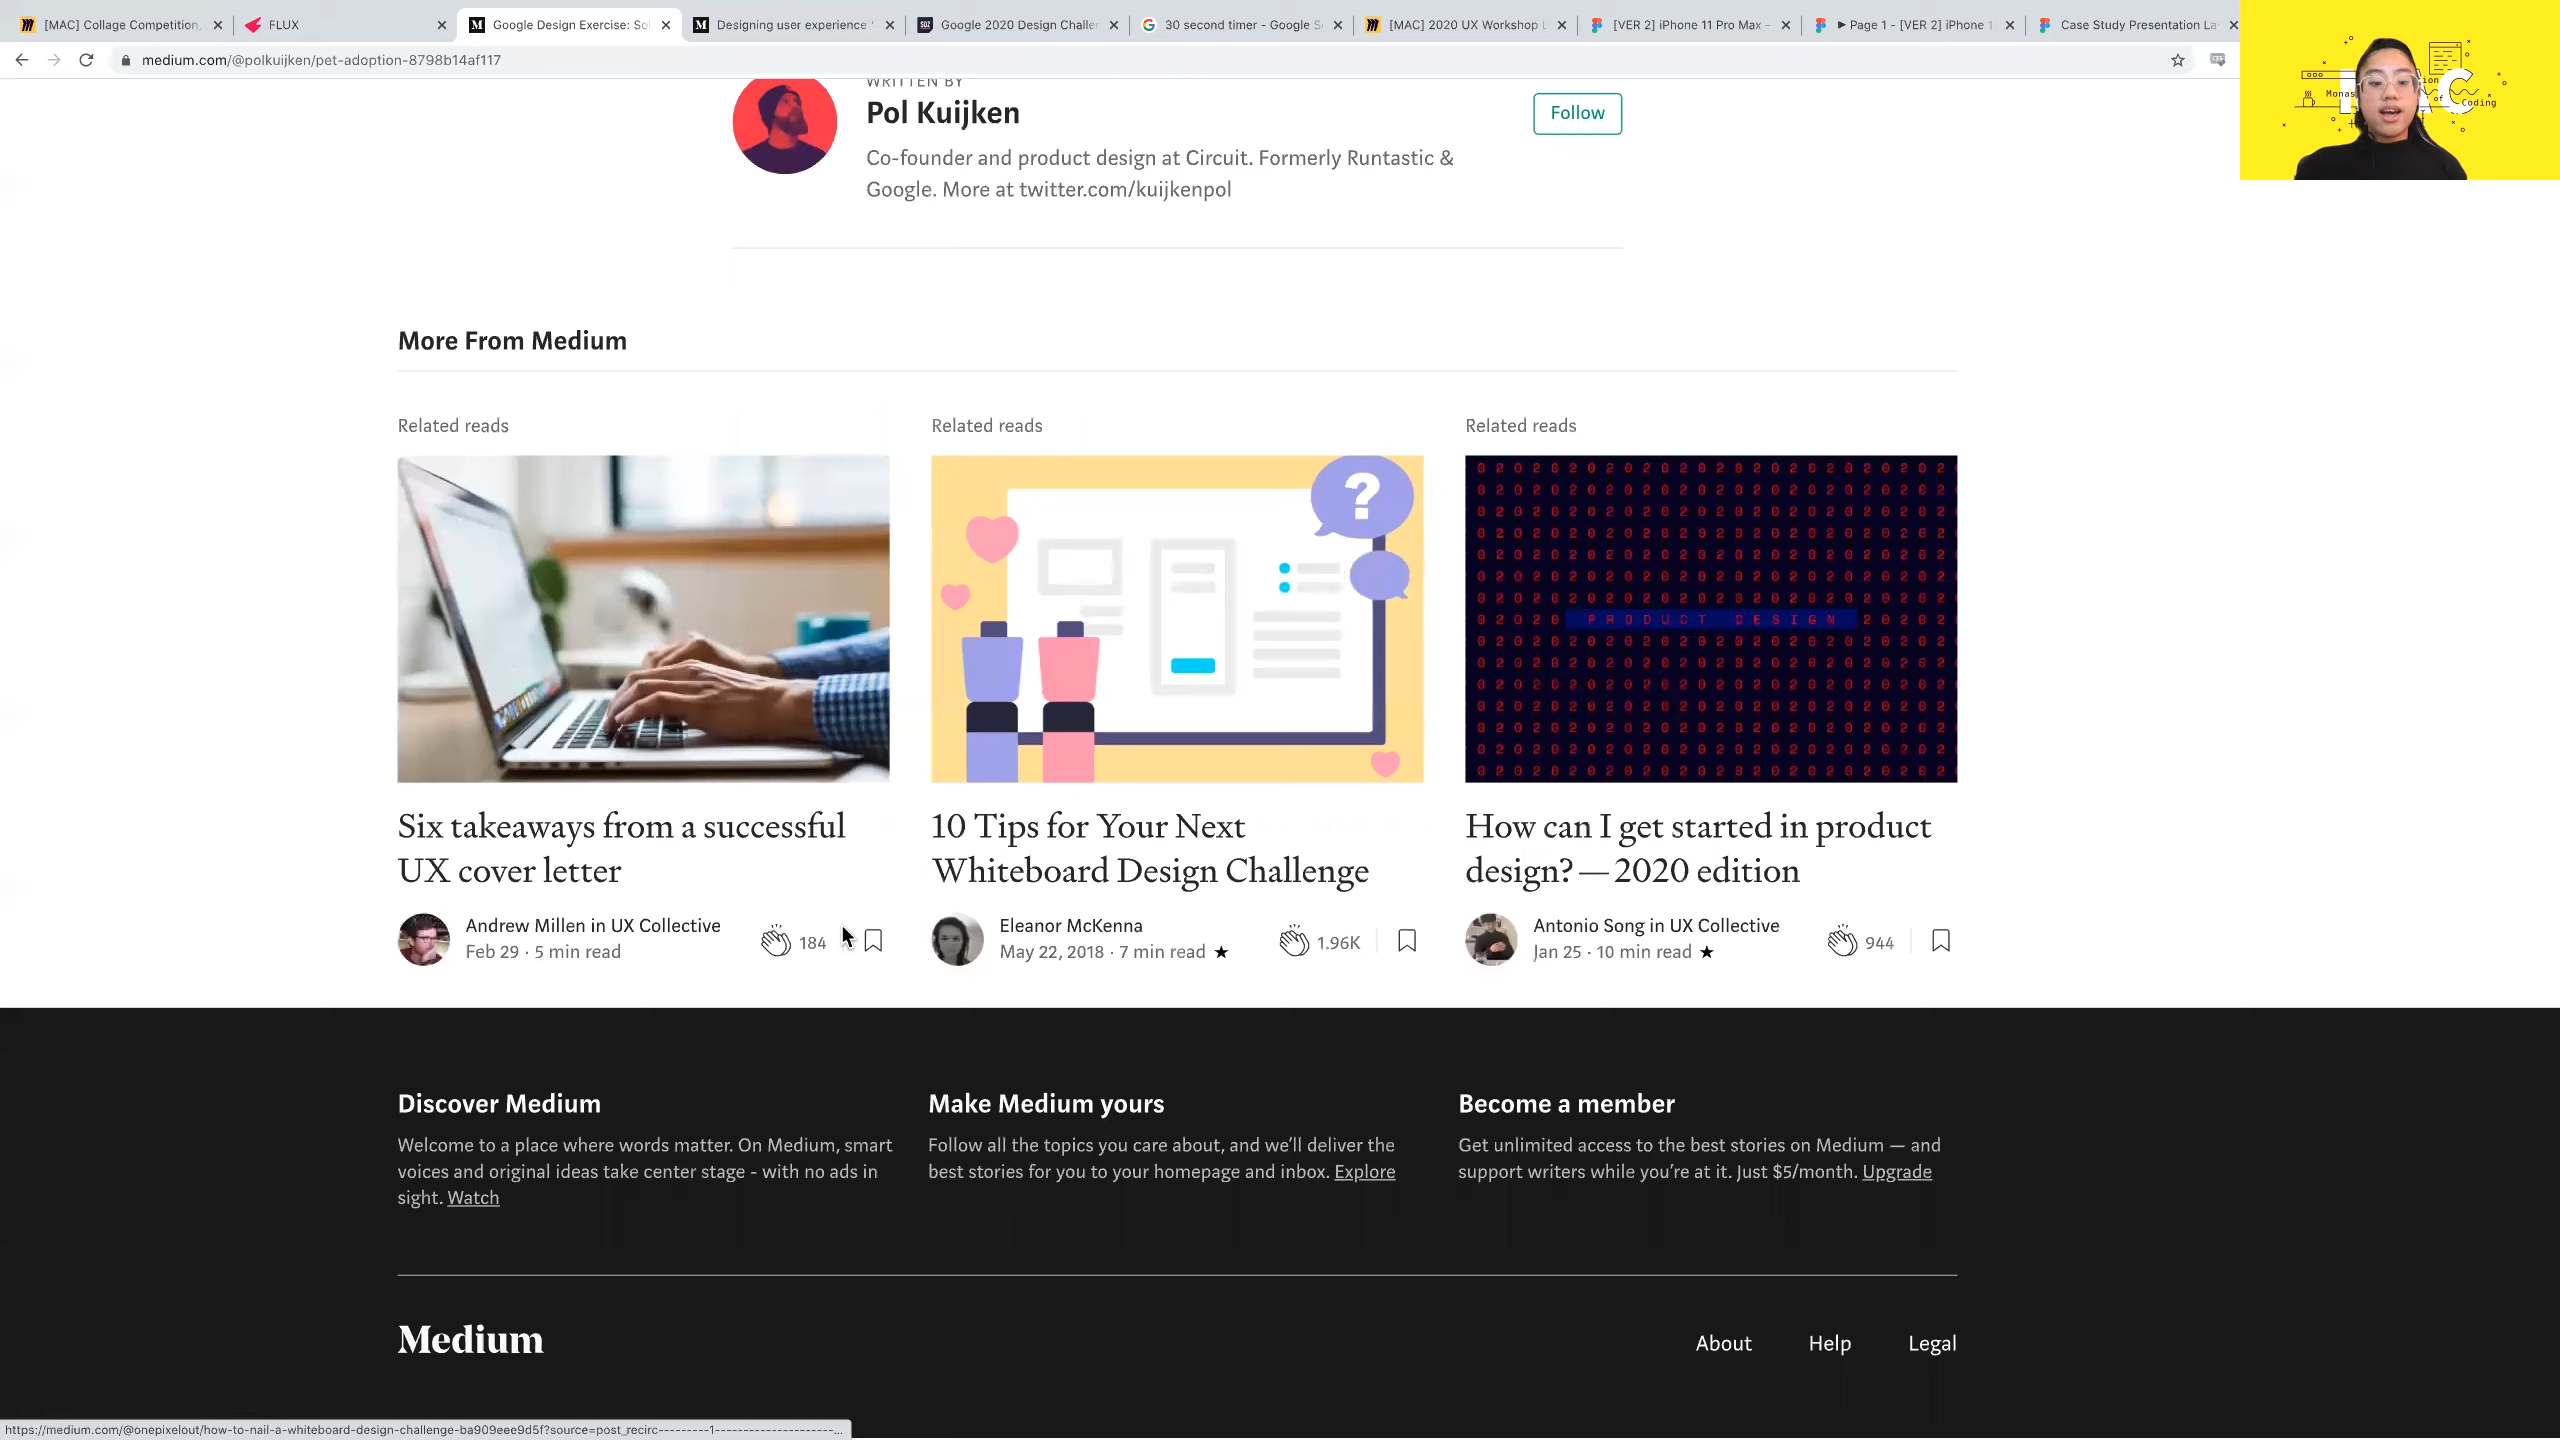 [MAC] Collage Competition,
FLUX
Google Design Exercise: Sol
Designing user experience
Google 2020 Design Challen
30 second timer - Google S
[MAC] 2020 UX Workshop L
[VER 2] iPhone 11 Pro Max -
Page 1 - [VER 2] iPhone 1
Case Study Presentation La
medium.com/@polkuijken/pet-adoption-8798b14af117
WRITTEN BY
Pol Kuijken
Follow
Co-founder and product design at Circuit. Formerly Runtastic &
Google. More at twitter.com/kuijkenpol
More From Medium
Related reads
Related reads
Related reads
?
PRODUCT DESIGN
Six takeaways from a successful
UX cover letter
Andrew Millen in UX Collective
Feb 29 · 5 min read
184
10 Tips for Your Next
Whiteboard Design Challenge
Eleanor McKenna
May 22, 2018 · 7 min read ★
1.96K
How can I get started in product
design? — 2020 edition
Antonio Song in UX Collective
Jan 25 · 10 min read ★
944
Discover Medium
Welcome to a place where words matter. On Medium, smart
voices and original ideas take center stage - with no ads in
sight. Watch
Make Medium yours
Follow all the topics you care about, and we'll deliver the
best stories for you to your homepage and inbox. Explore
Become a member
Get unlimited access to the best stories on Medium — and
support writers while you're at it. Just $5/month. Upgrade
Medium
About
Help
Legal
https://medium.com/@onepixelout/how-to-nail-a-whiteboard-design-challenge-ba909eee9d5f?source=post_recirc---------1---------------------...